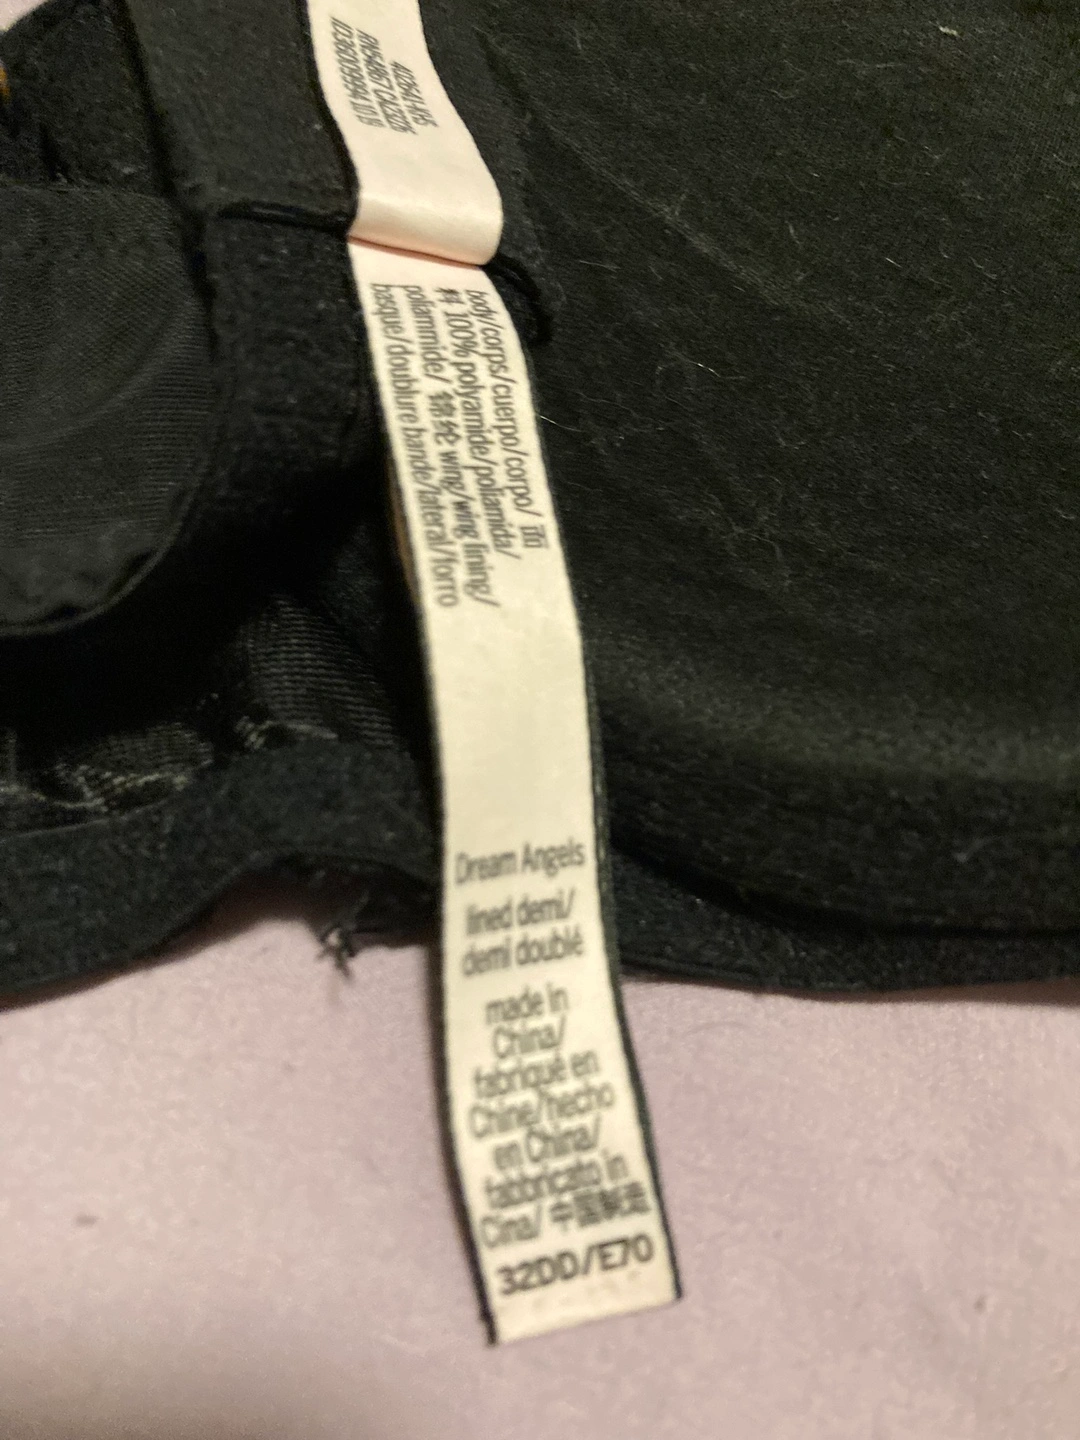 body/corps/cuerpo/corpo/ 面
料 100% polyamide/poliamida/
poliammide/ 锦纶 wing/wing lining/
basque/doublure bande/lateral/forro
Dream Angels
lined demi/
demi doublé
made in
China/
fabriqué en
Chine/hecho
en China/
fabbricato in
Cina/ 中国制造
32DD/E70